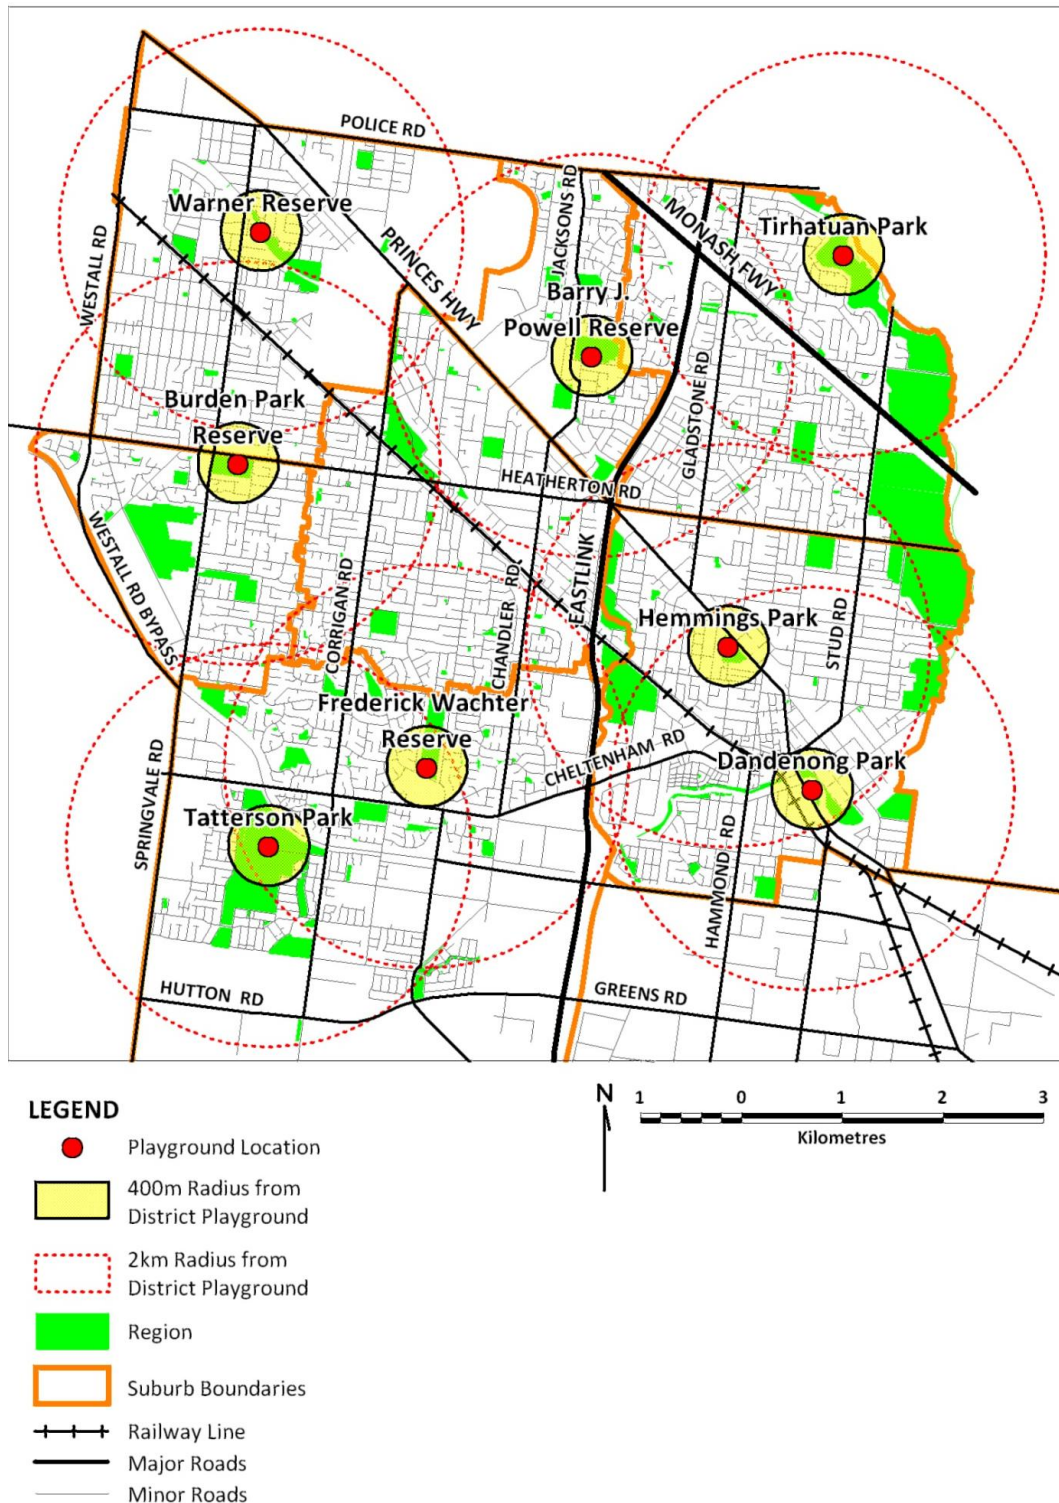 POLICE RD
Warner Reserve
WESTALL RD
PRINCES HWY
JACKSONS RD
MONASH FWY
Tirhatuan Park
Barry J.
Powell Reserve
GLADSTONE RD
Burden Park
Reserve
HEATHERTON RD
WESTALL RD BYPASS
CORRIGAN RD
CHANDLER RD
EASTLINK
Hemmings Park
STUD RD
Frederick Wachter
Reserve
CHELTENHAM RD
Dandenong Park
SPRINGVALE RD
Tatterson Park
HAMMOND RD
HUTTON RD
GREENS RD
N
1 0 1 2 3
Kilometres
LEGEND
Playground Location
400m Radius from
District Playground
2km Radius from
District Playground
Region
Suburb Boundaries
Railway Line
Major Roads
Minor Roads